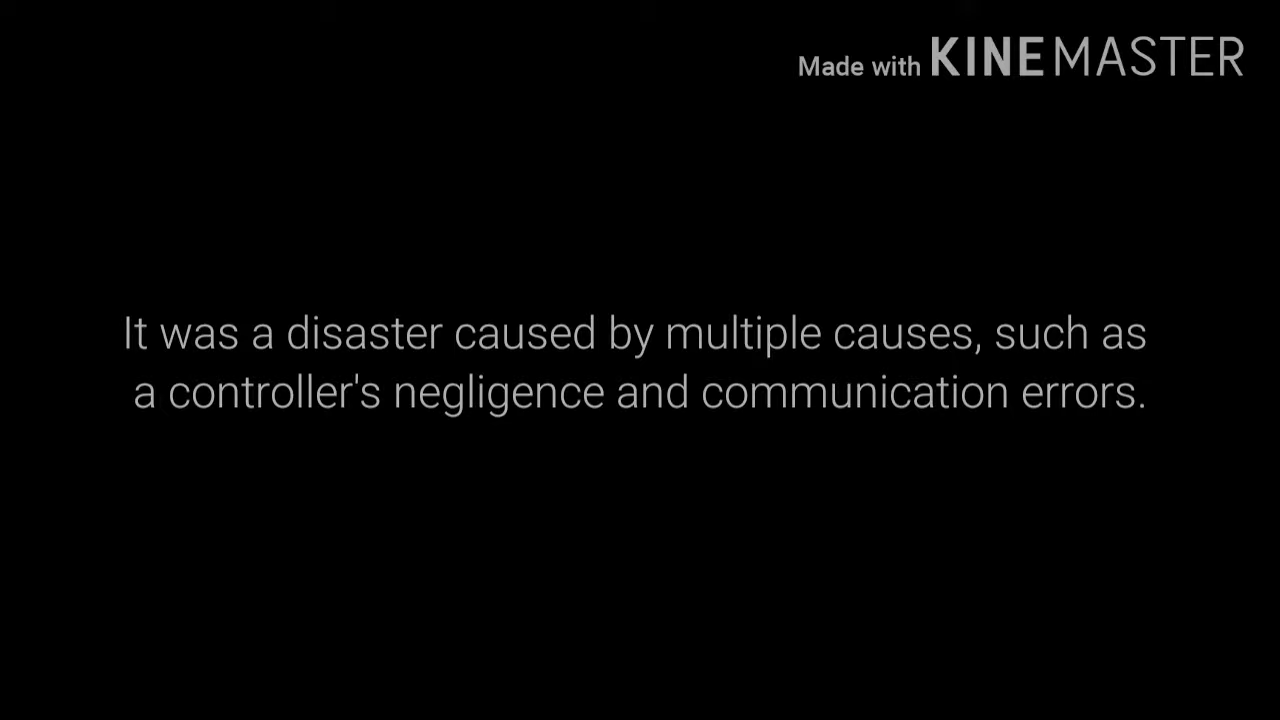 Made with KINEMASTER
It was a disaster caused by multiple causes, such as
a controller's negligence and communication errors.